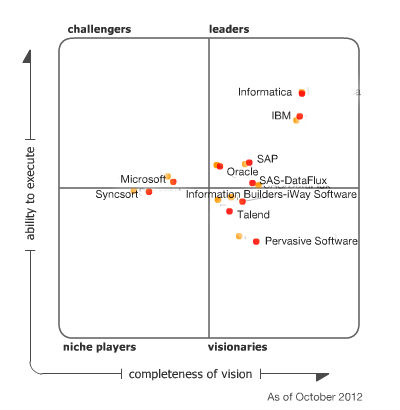 challengers
leaders
Informatica
IBM
SAP
Oracle
Microsoft
SAS-DataFlux
Syncsort
Information Builders-iWay Software
Talend
Pervasive Software
ability to execute
niche players
visionaries
completeness of vision
As of October 2012